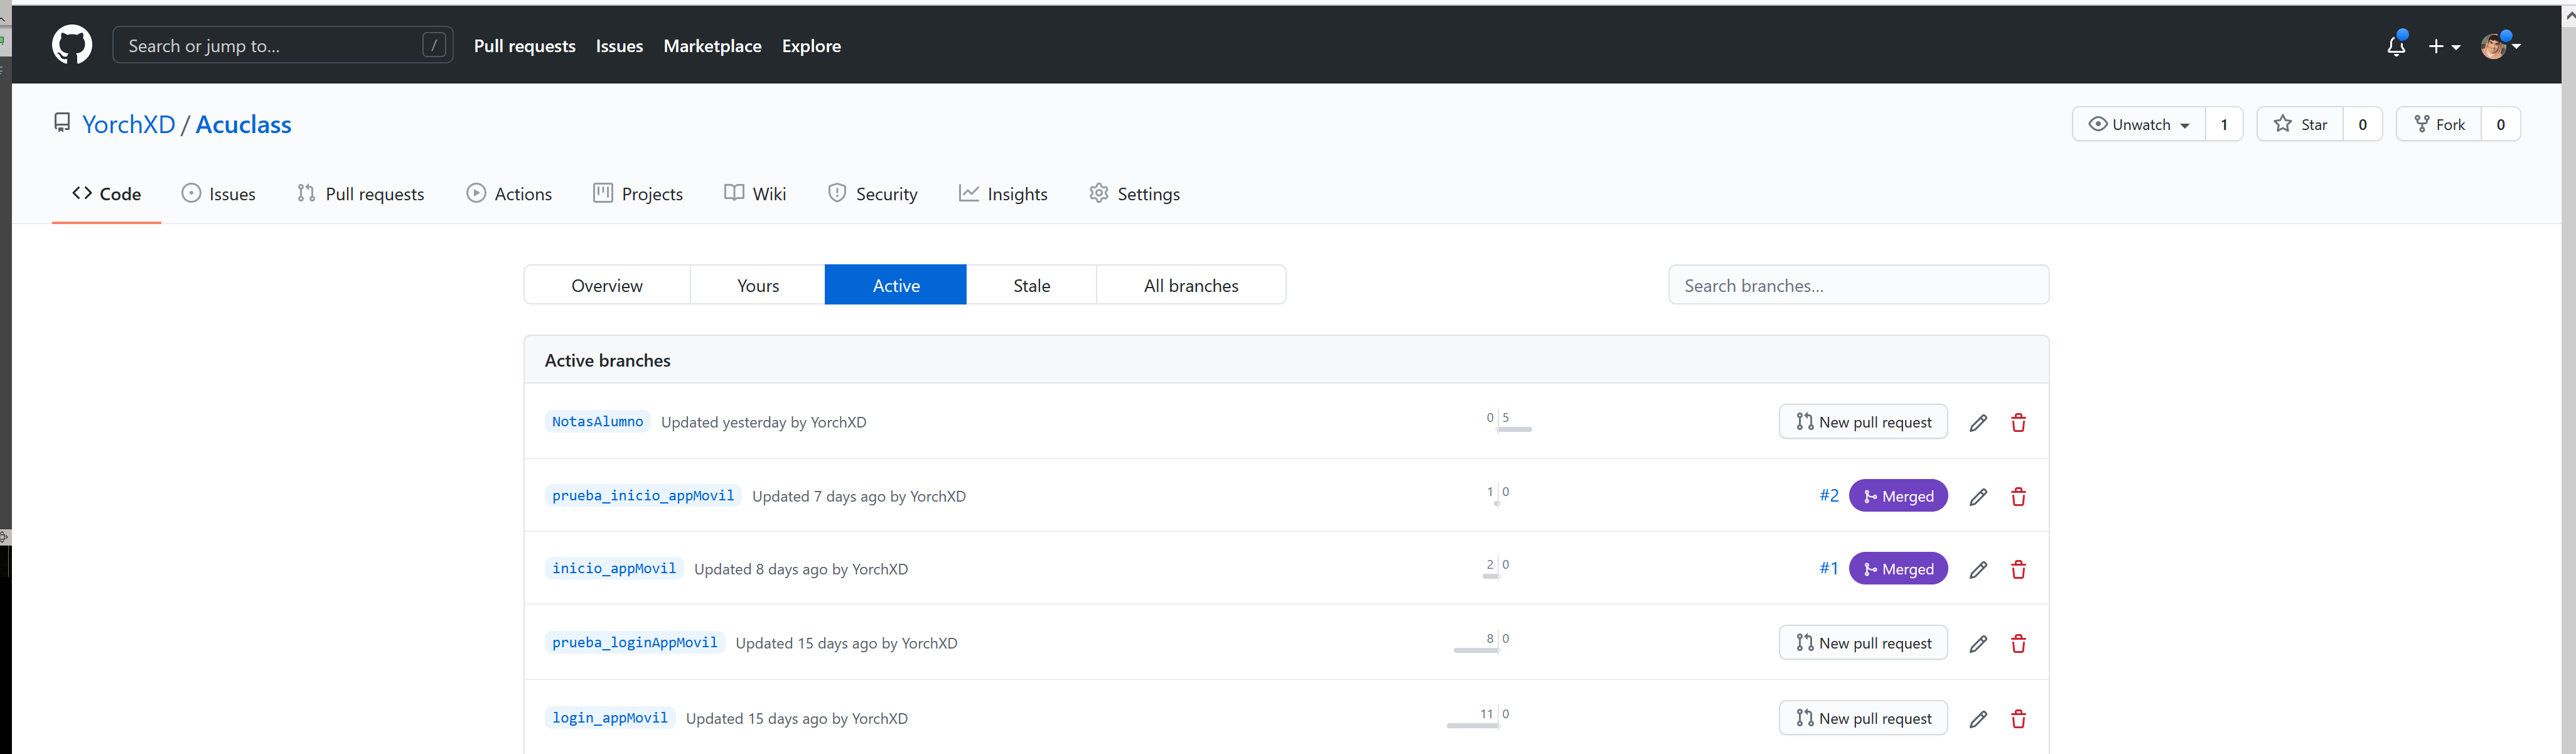 Search or jump to... / Pull requests Issues Marketplace Explore
YorchXD / Acuclass Unwatch 1 Star 0 Fork 0
Code Issues Pull requests Actions Projects Wiki Security Insights Settings
Overview Yours Active Stale All branches Search branches...
Active branches
NotasAlumno Updated yesterday by YorchXD 0 5 New pull request
prueba_inicio_appMovil Updated 7 days ago by YorchXD 1 0 #2 Merged
inicio_appMovil Updated 8 days ago by YorchXD 2 0 #1 Merged
prueba_loginAppMovil Updated 15 days ago by YorchXD 8 0 New pull request
login_appMovil Updated 15 days ago by YorchXD 11 0 New pull request